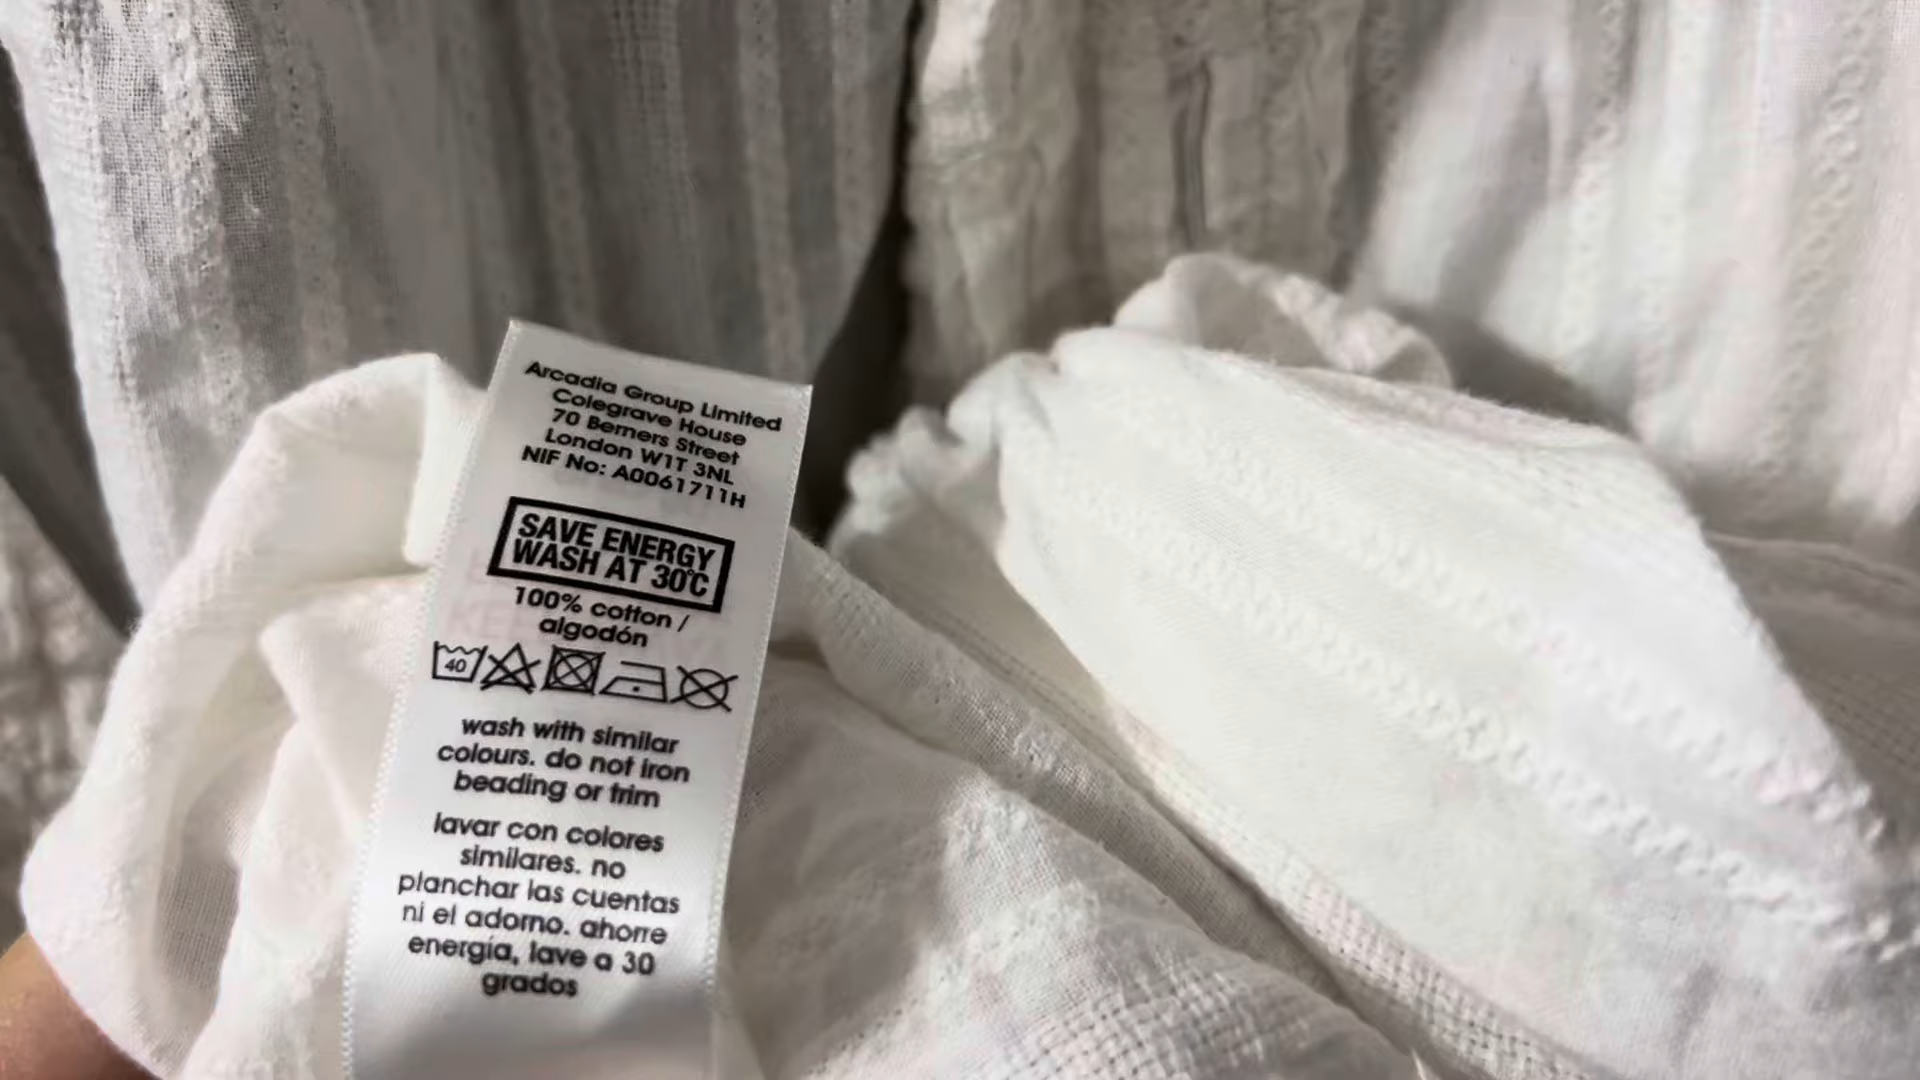 Arcadia Group Limited
Colegrave House
70 Berners Street
London W1T 3NL
NIF No: A0061711H
SAVE ENERGY
WASH AT 30°C
100% cotton /
algodón
40
wash with similar
colours. do not iron
beading or trim
lavar con colores
similares. no
planchar las cuentas
ni el adorno. ahorre
energía, lave a 30
grados